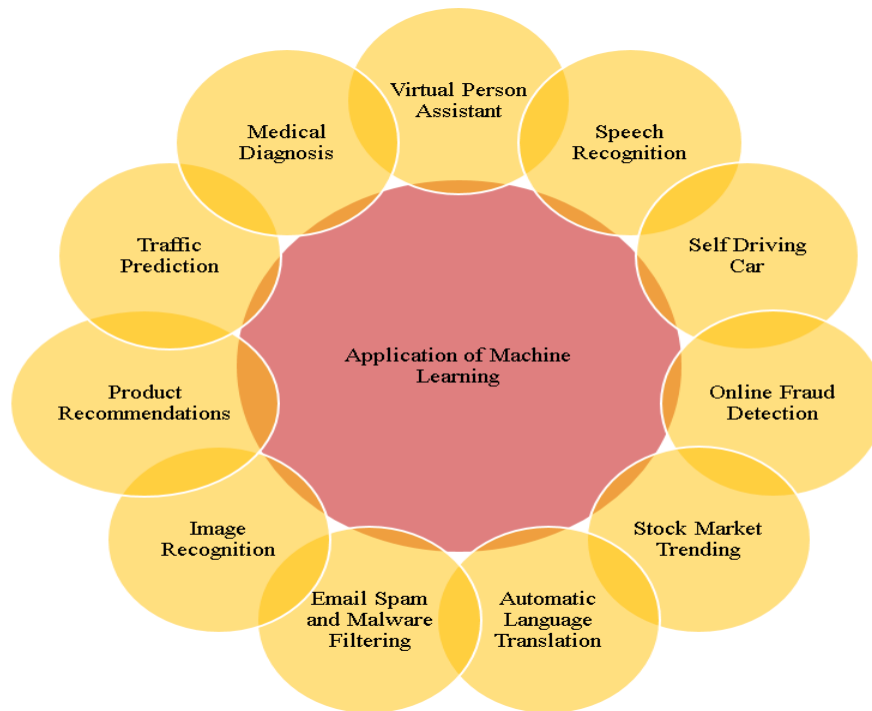 Virtual Person
Assistant
Speech
Recognition
Self Driving
Car
Online Fraud
Detection
Stock Market
Trending
Automatic
Language
Translation
Email Spam
and Malware
Filtering
Image
Recognition
Product
Recommendations
Traffic
Prediction
Medical
Diagnosis
Application of Machine
Learning